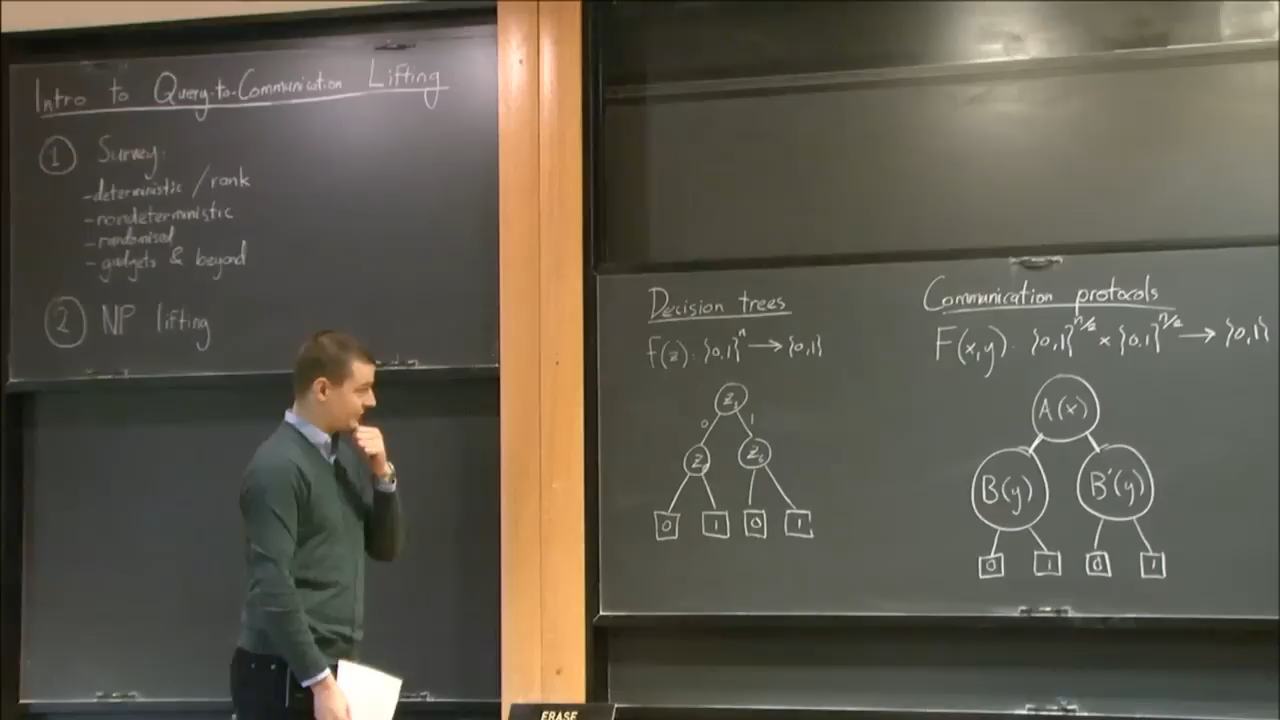 Intro to Query-to-Communication Lifting
① Survey:
- deterministic / rank
- nondeterministic
- randomised
- gadgets & beyond
② NP lifting
Decision trees
f(z): {0,1}ⁿ → {0,1}
z₁
0 1
z₆
0 1 0 1
Communication protocols
F(x,y): {0,1}^{n/2} × {0,1}^{n/2} → {0,1}
A(x)
B(y) B'(y)
0 1 0 1
ERASE